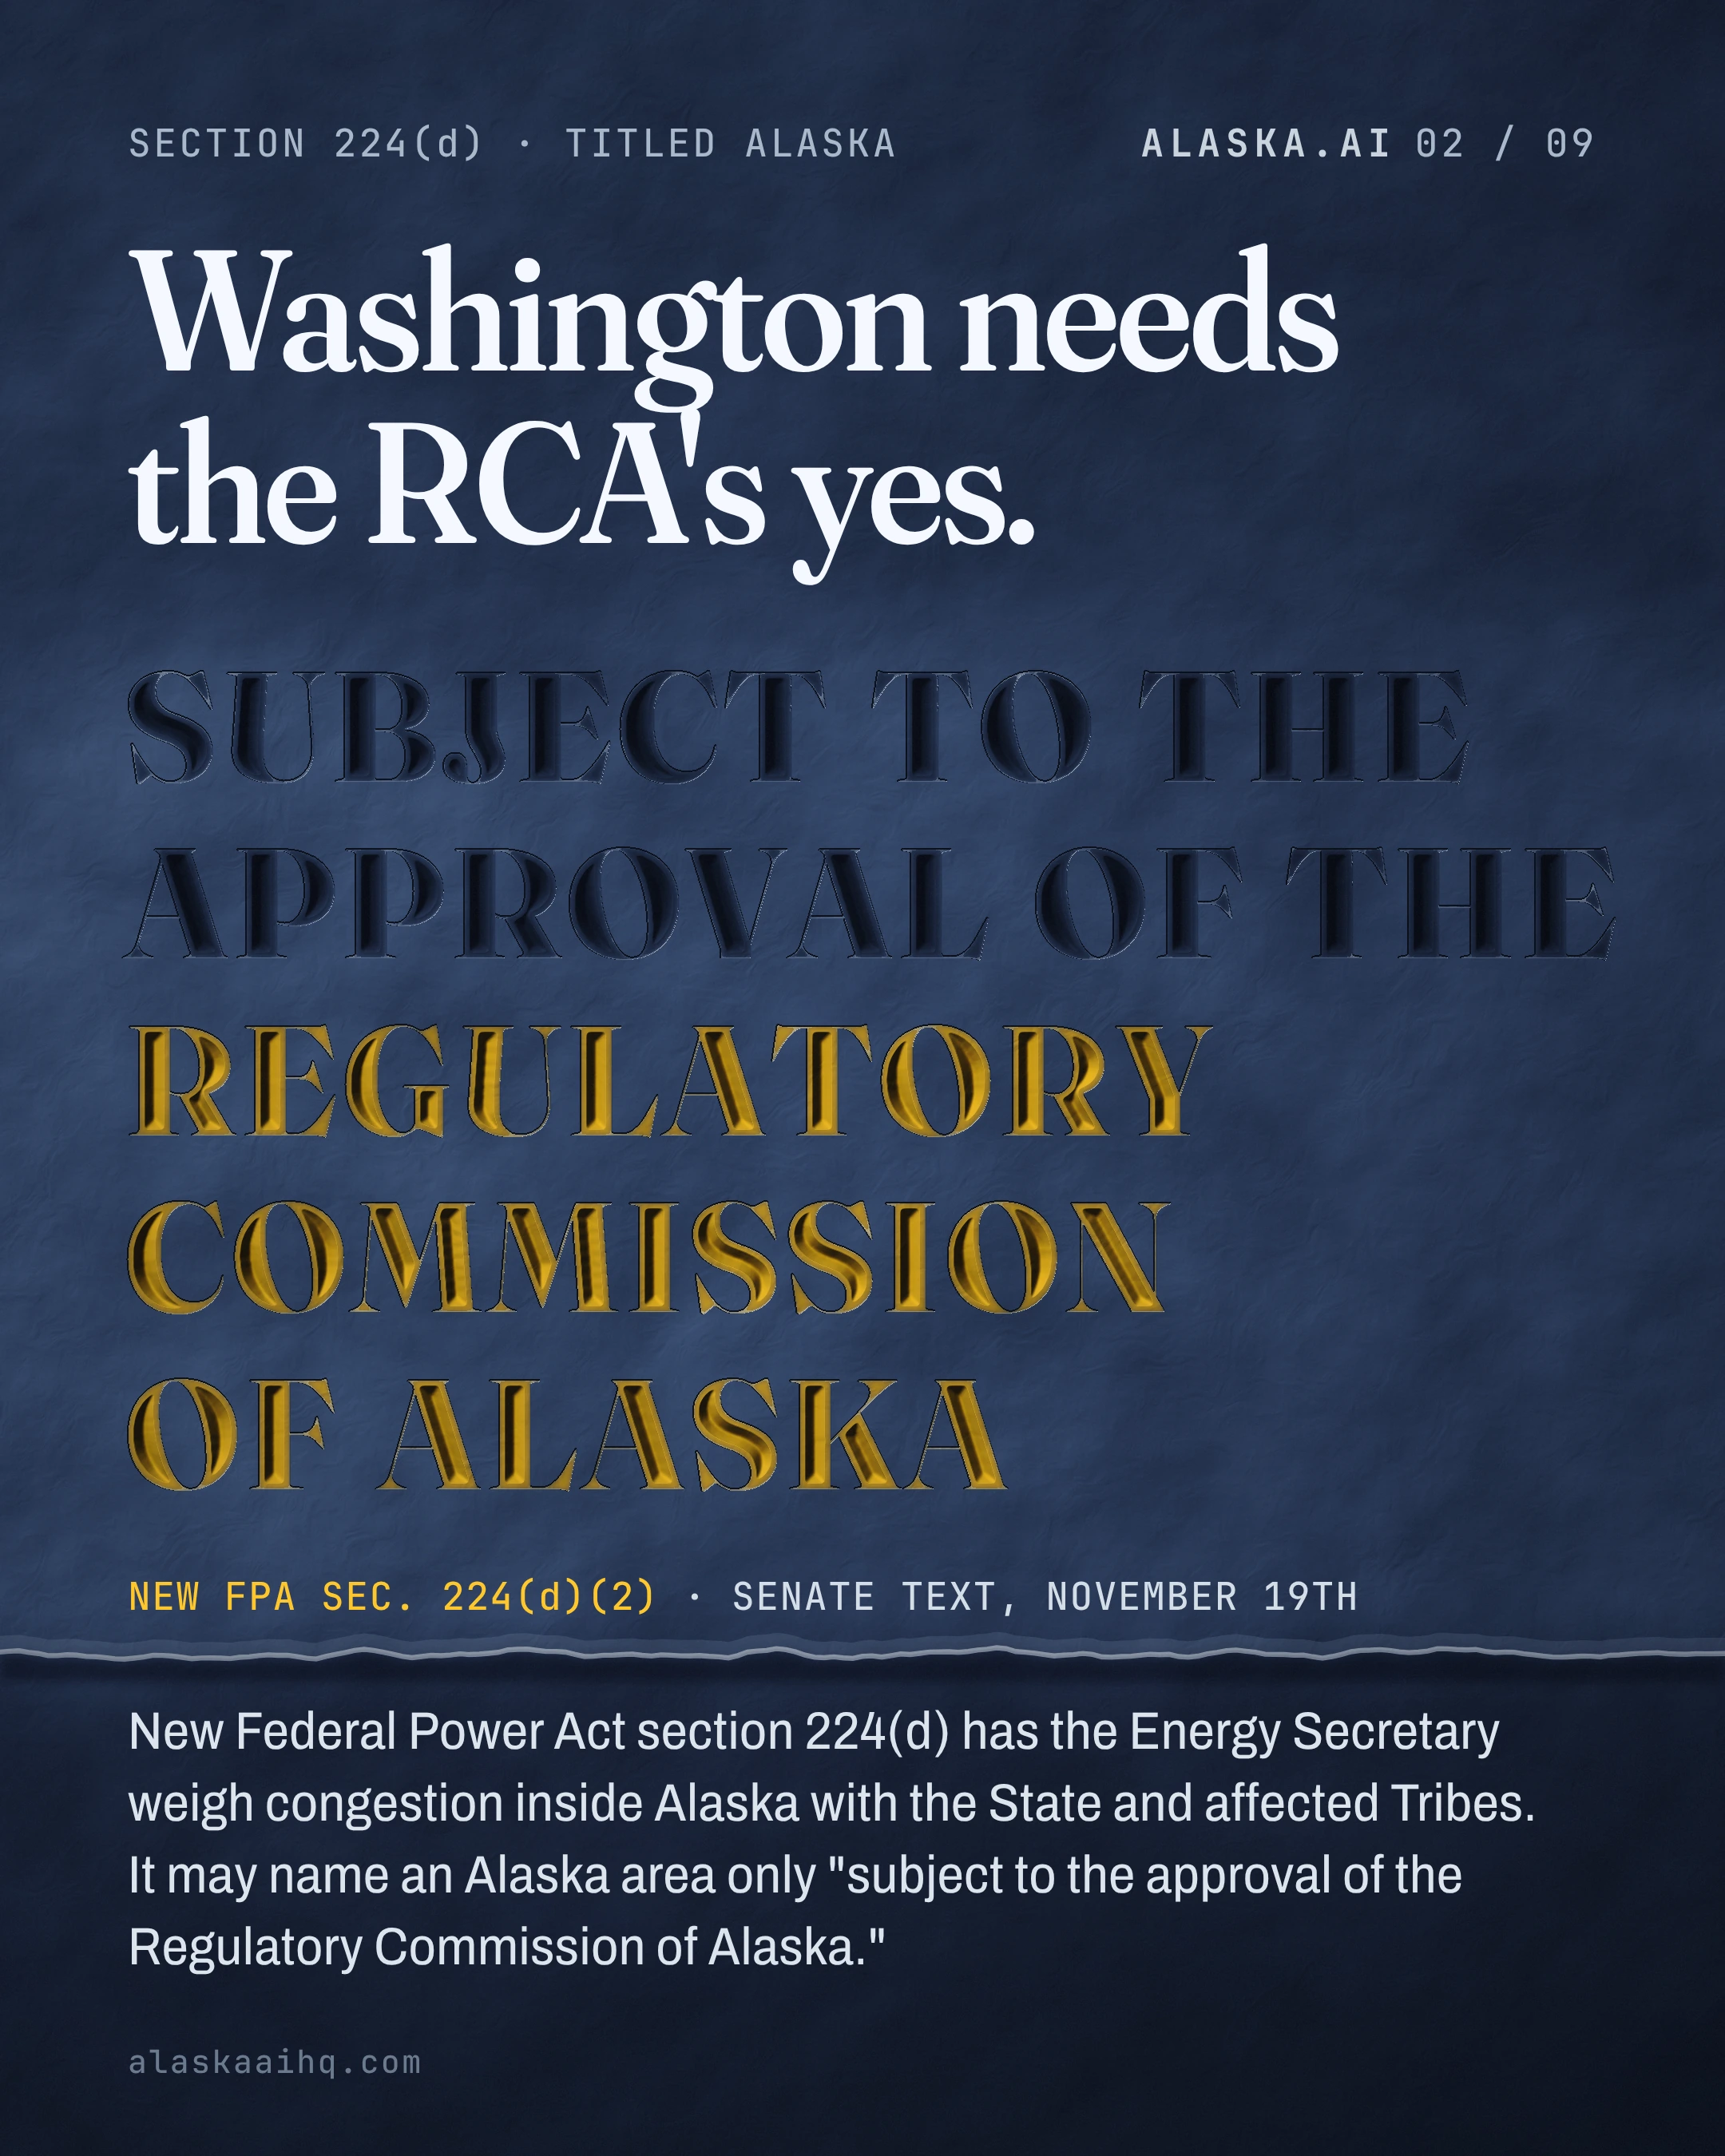 SECTION 224(d) · TITLED ALASKA
ALASKA.AI 02 / 09
Washington needs
the RCA's yes.
SUBJECT TO THE
APPROVAL OF THE
REGULATORY
COMMISSION
OF ALASKA
NEW FPA SEC. 224(d)(2) · SENATE TEXT, NOVEMBER 19TH
New Federal Power Act section 224(d) has the Energy Secretary
weigh congestion inside Alaska with the State and affected Tribes.
It may name an Alaska area only "subject to the approval of the
Regulatory Commission of Alaska."
alaskaaihq.com